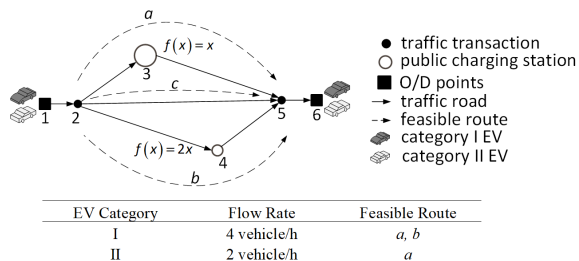 a
f(x) = x
3
c
1
2
5
6
f(x) = 2x
4
b
traffic transaction
public charging station
O/D points
traffic road
feasible route
category I EV
category II EV
EV Category Flow Rate Feasible Route
I 4 vehicle/h a, b
II 2 vehicle/h a